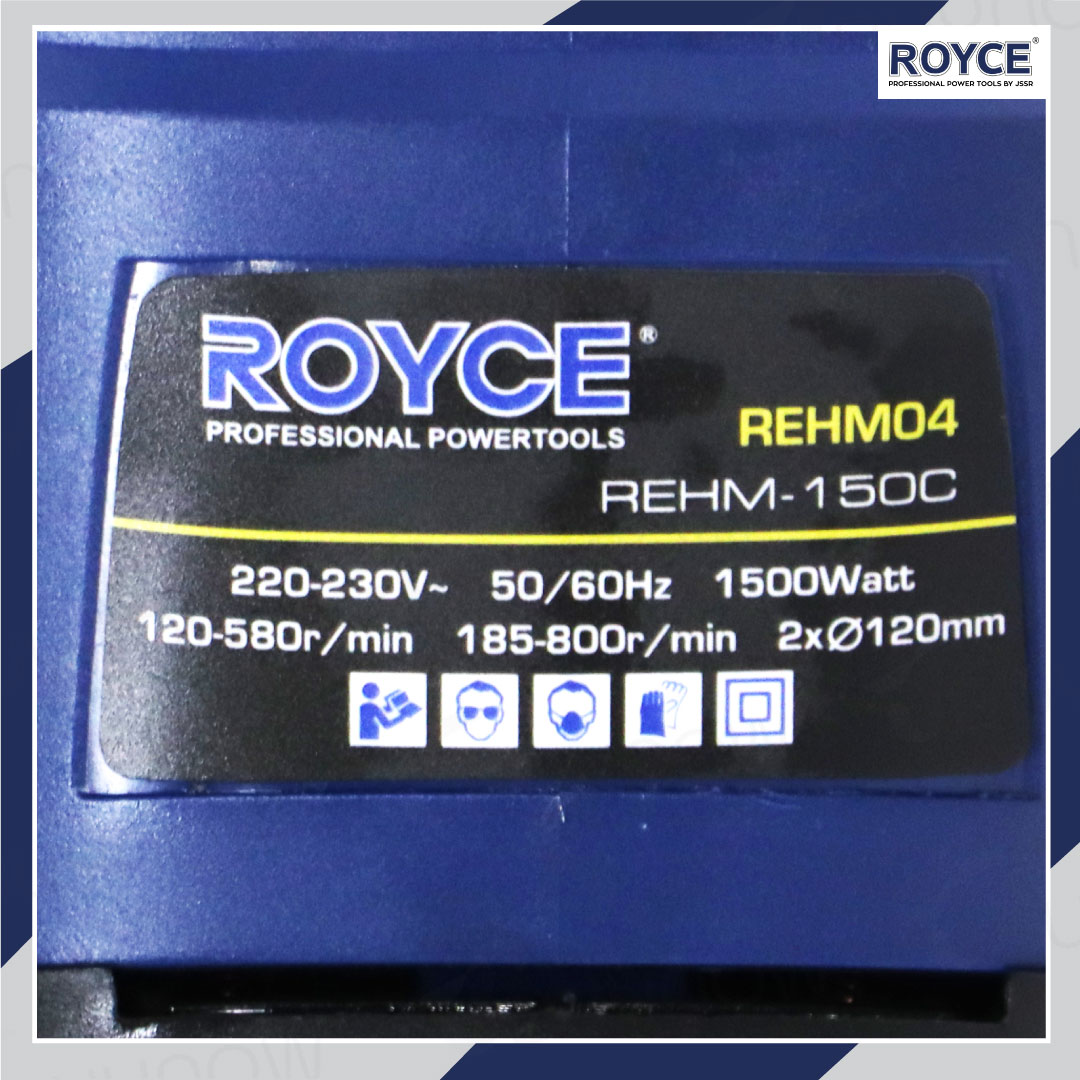 ROYCE®
PROFESSIONAL POWER TOOLS BY JSSR
ROYCE®
PROFESSIONAL POWERTOOLS
REHM04
REHM-150C
220-230V~ 50/60Hz 1500Watt
120-580r/min 185-800r/min 2xØ120mm